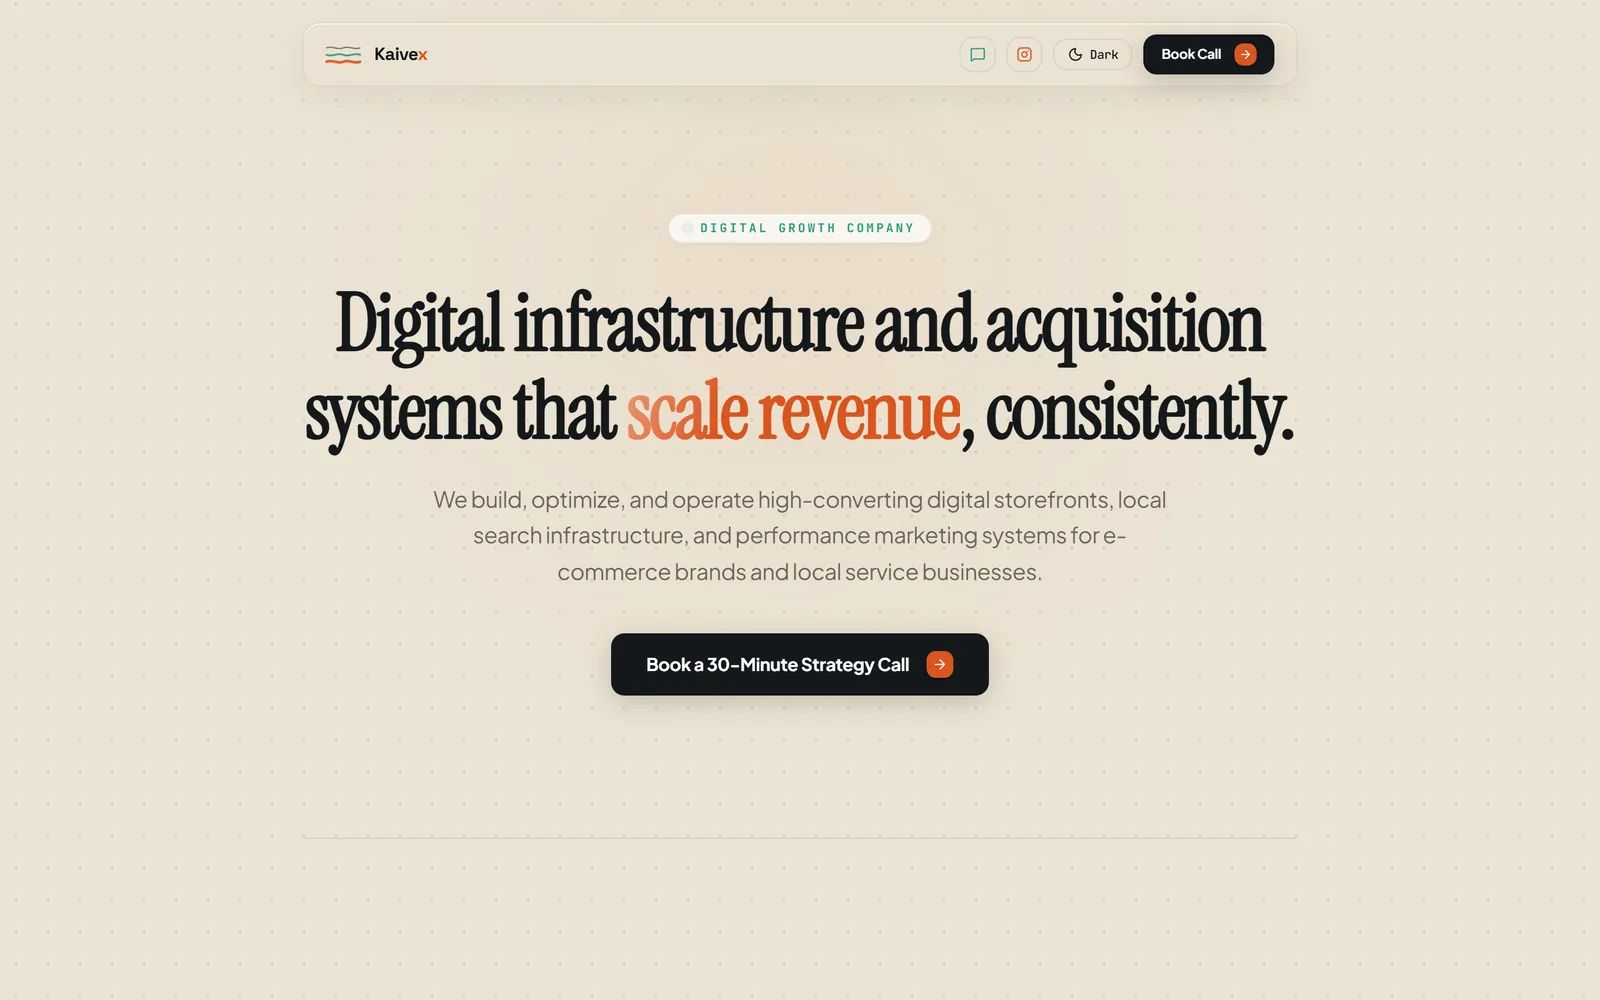 Kaivex
Dark
Book Call
DIGITAL GROWTH COMPANY
Digital infrastructure and acquisition
systems that scale revenue, consistently.
We build, optimize, and operate high-converting digital storefronts, local
search infrastructure, and performance marketing systems for e-
commerce brands and local service businesses.
Book a 30-Minute Strategy Call